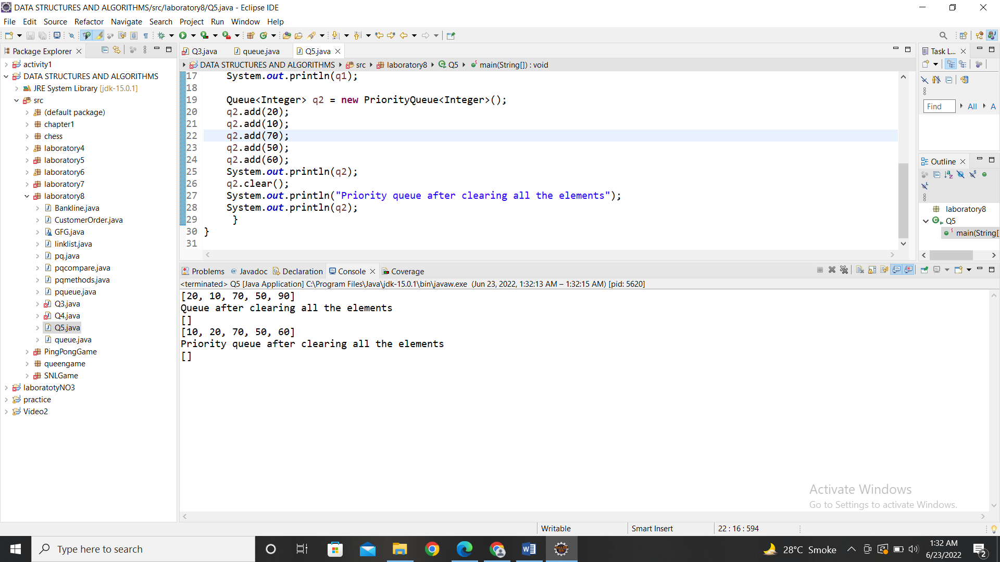 DATA STRUCTURES AND ALGORITHMS/src/laboratory8/Q5.java - Eclipse IDE
File Edit Source Refactor Navigate Search Project Run Window Help
Package Explorer
activity1
DATA STRUCTURES AND ALGORITHMS
JRE System Library [jdk-15.0.1]
src
(default package)
chapter1
chess
laboratory4
laboratory5
laboratory6
laboratory7
laboratory8
Bankline.java
CustomerOrder.java
GFG.java
linklist.java
pq.java
pqcompare.java
pqmethods.java
pqueue.java
Q3.java
Q4.java
Q5.java
queue.java
PingPongGame
queengame
SNLGame
laboratotyNO3
practice
Video2
Q3.java queue.java Q5.java
DATA STRUCTURES AND ALGORITHMS src laboratory8 Q5 main(String[]) : void
17 System.out.println(q1);
18
19 Queue<Integer> q2 = new PriorityQueue<Integer>();
20 q2.add(20);
21 q2.add(10);
22 q2.add(70);
23 q2.add(50);
24 q2.add(60);
25 System.out.println(q2);
26 q2.clear();
27 System.out.println("Priority queue after clearing all the elements");
28 System.out.println(q2);
29 }
30 }
31
Problems Javadoc Declaration Console Coverage
<terminated> Q5 [Java Application] C:\Program Files\Java\jdk-15.0.1\bin\javaw.exe (Jun 23, 2022, 1:32:13 AM – 1:32:15 AM) [pid: 5620]
[20, 10, 70, 50, 90]
Queue after clearing all the elements
[]
[10, 20, 70, 50, 60]
Priority queue after clearing all the elements
[]
Task L...
Find All A
Outline
laboratory8
Q5
main(String[
Activate Windows
Go to Settings to activate Windows.
Writable Smart Insert 22 : 16 : 594
Type here to search
28°C Smoke
1:32 AM
6/23/2022
2